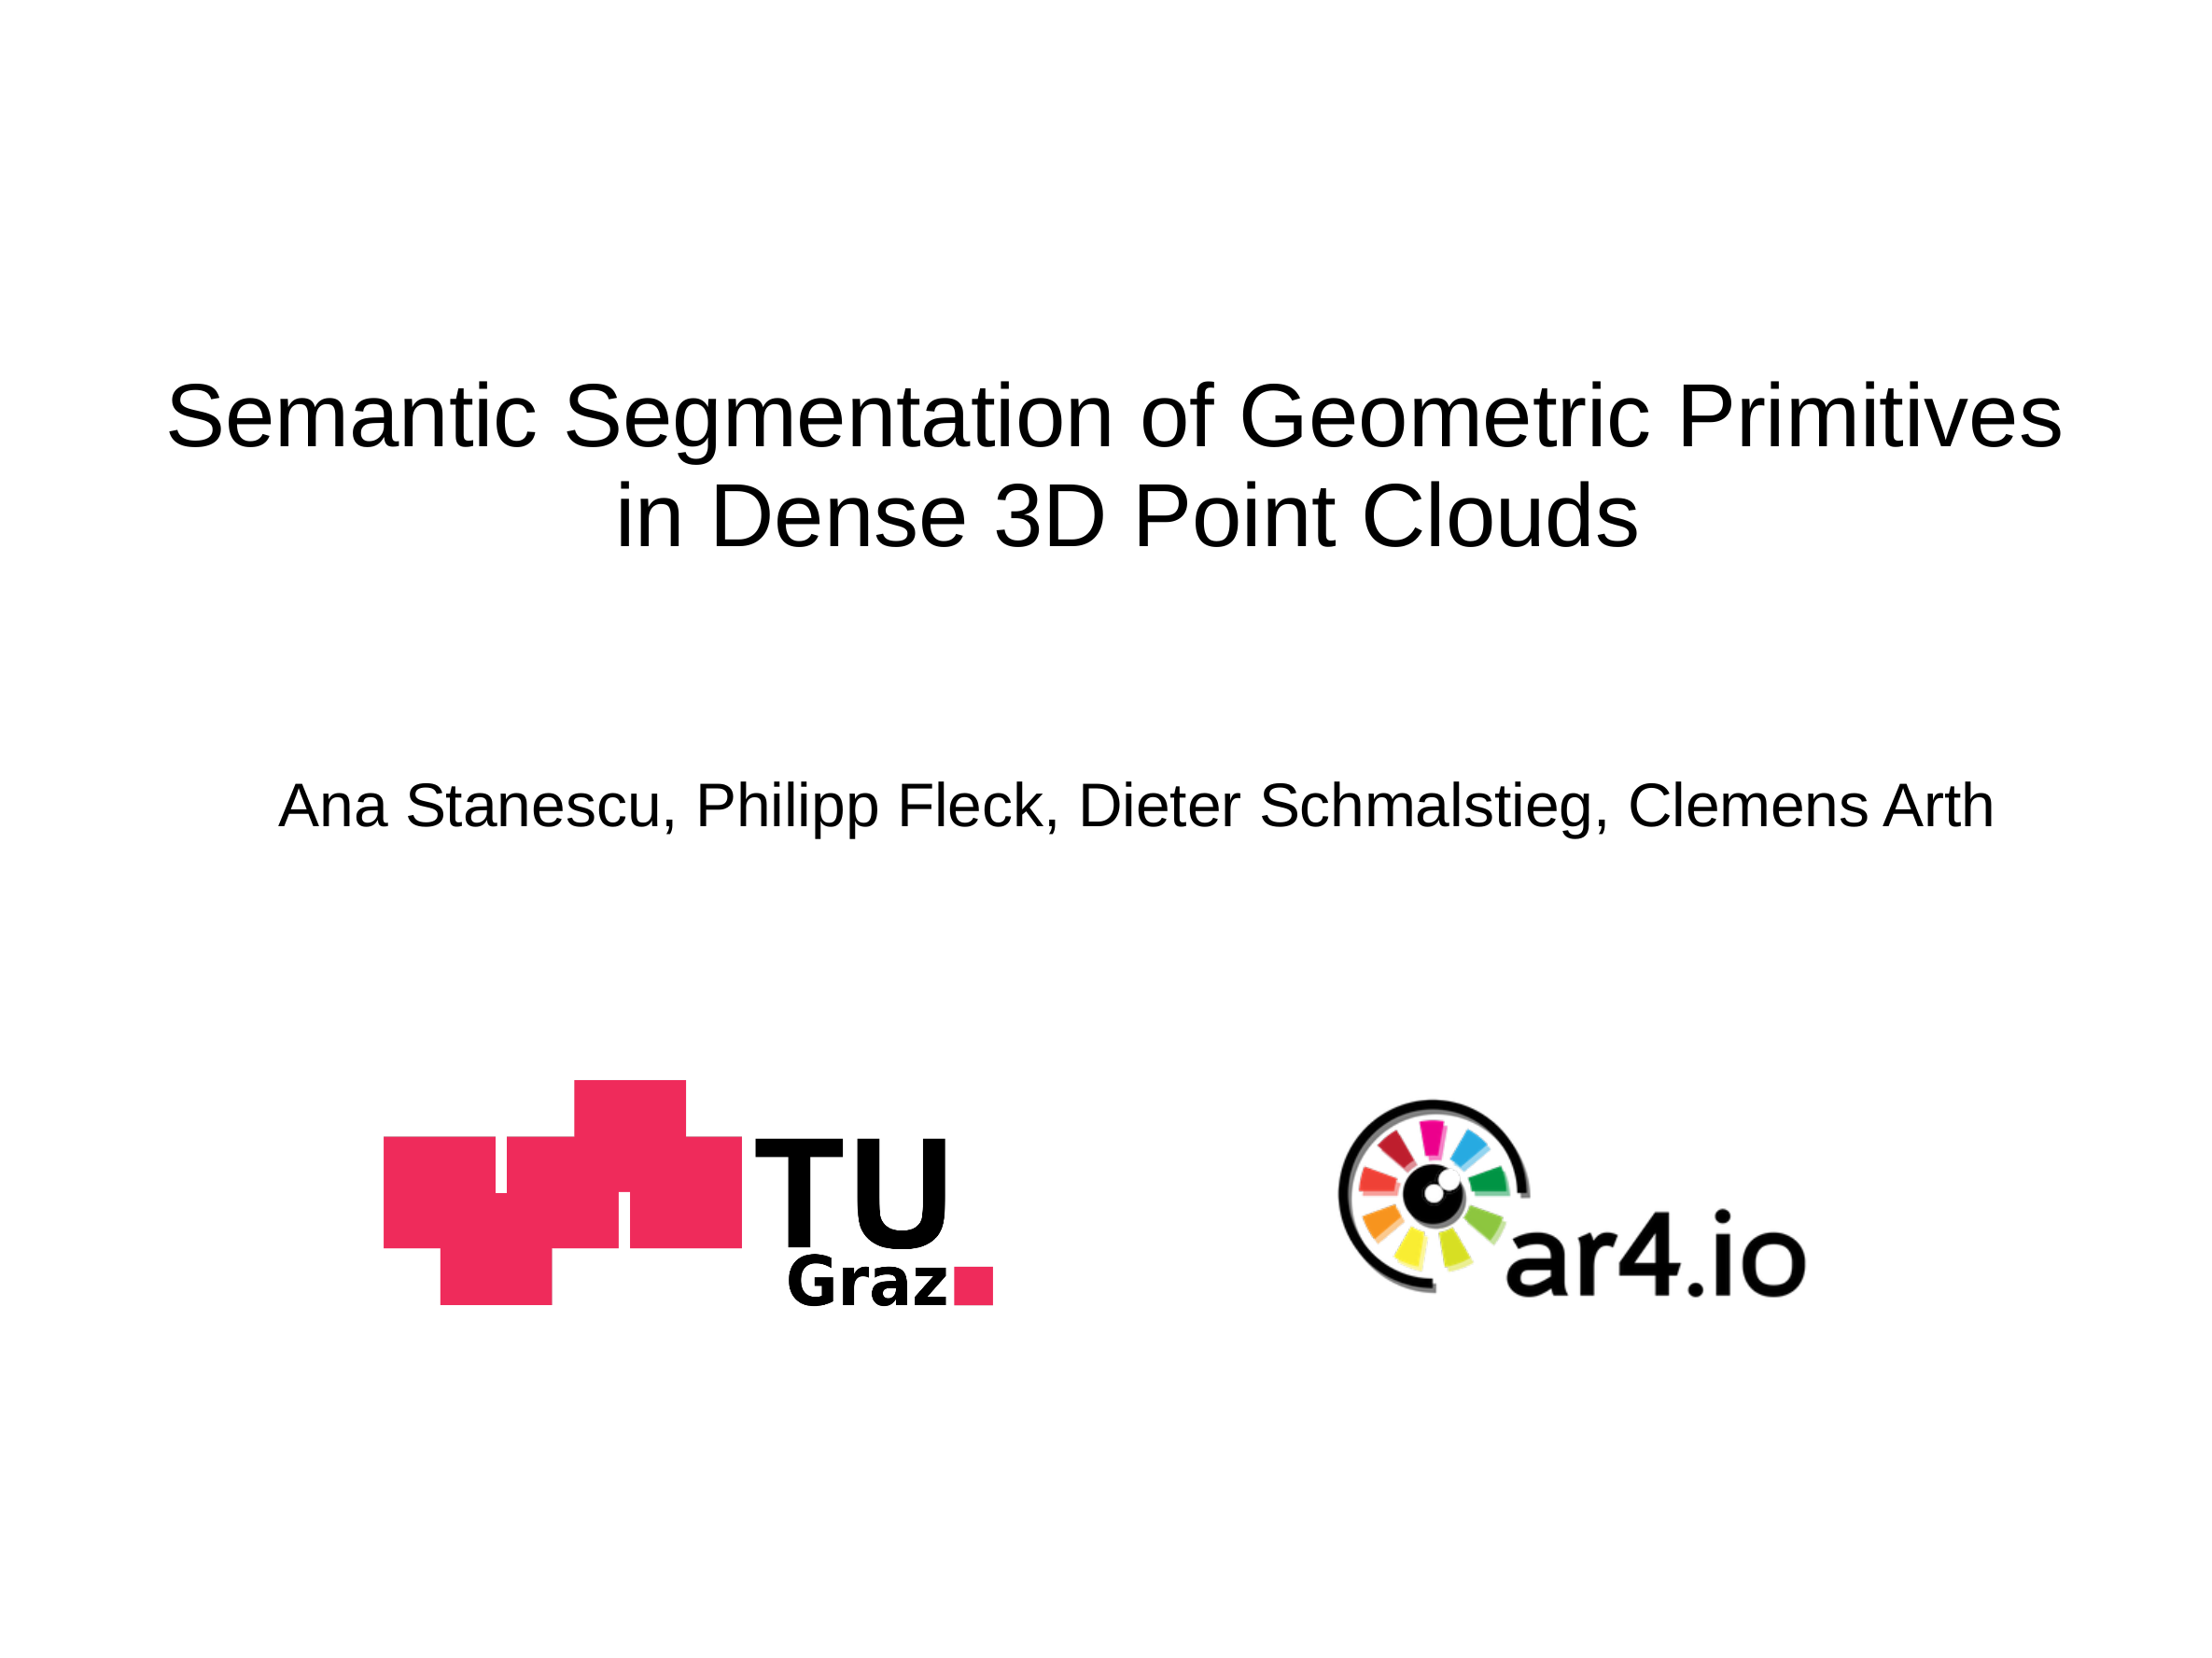 Semantic Segmentation of Geometric Primitives
in Dense 3D Point Clouds
Ana Stanescu, Philipp Fleck, Dieter Schmalstieg, Clemens Arth
TU
Graz
ar4.io